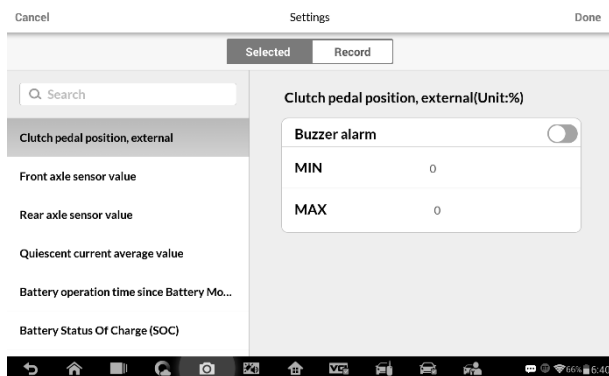 Cancel Settings Done
Selected Record
Search
Clutch pedal position, external(Unit:%)
Clutch pedal position, external
Buzzer alarm
Front axle sensor value
MIN 0
Rear axle sensor value
MAX 0
Quiescent current average value
Battery operation time since Battery Mo...
Battery Status Of Charge (SOC)
VCI 66% 6:40